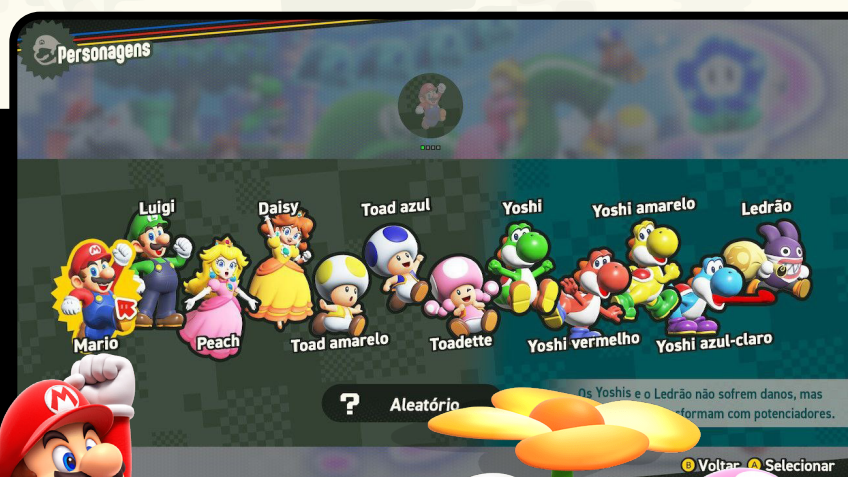 Personagens
Luigi
Daisy
Toad azul
Yoshi
Yoshi amarelo
Ledrão
Mario
Peach
Toad amarelo
Toadette
Yoshi vermelho
Yoshi azul-claro
? Aleatório
Os Yoshis e o Ledrão não sofrem danos, mas
sformam com potenciadores.
B Voltar A Selecionar